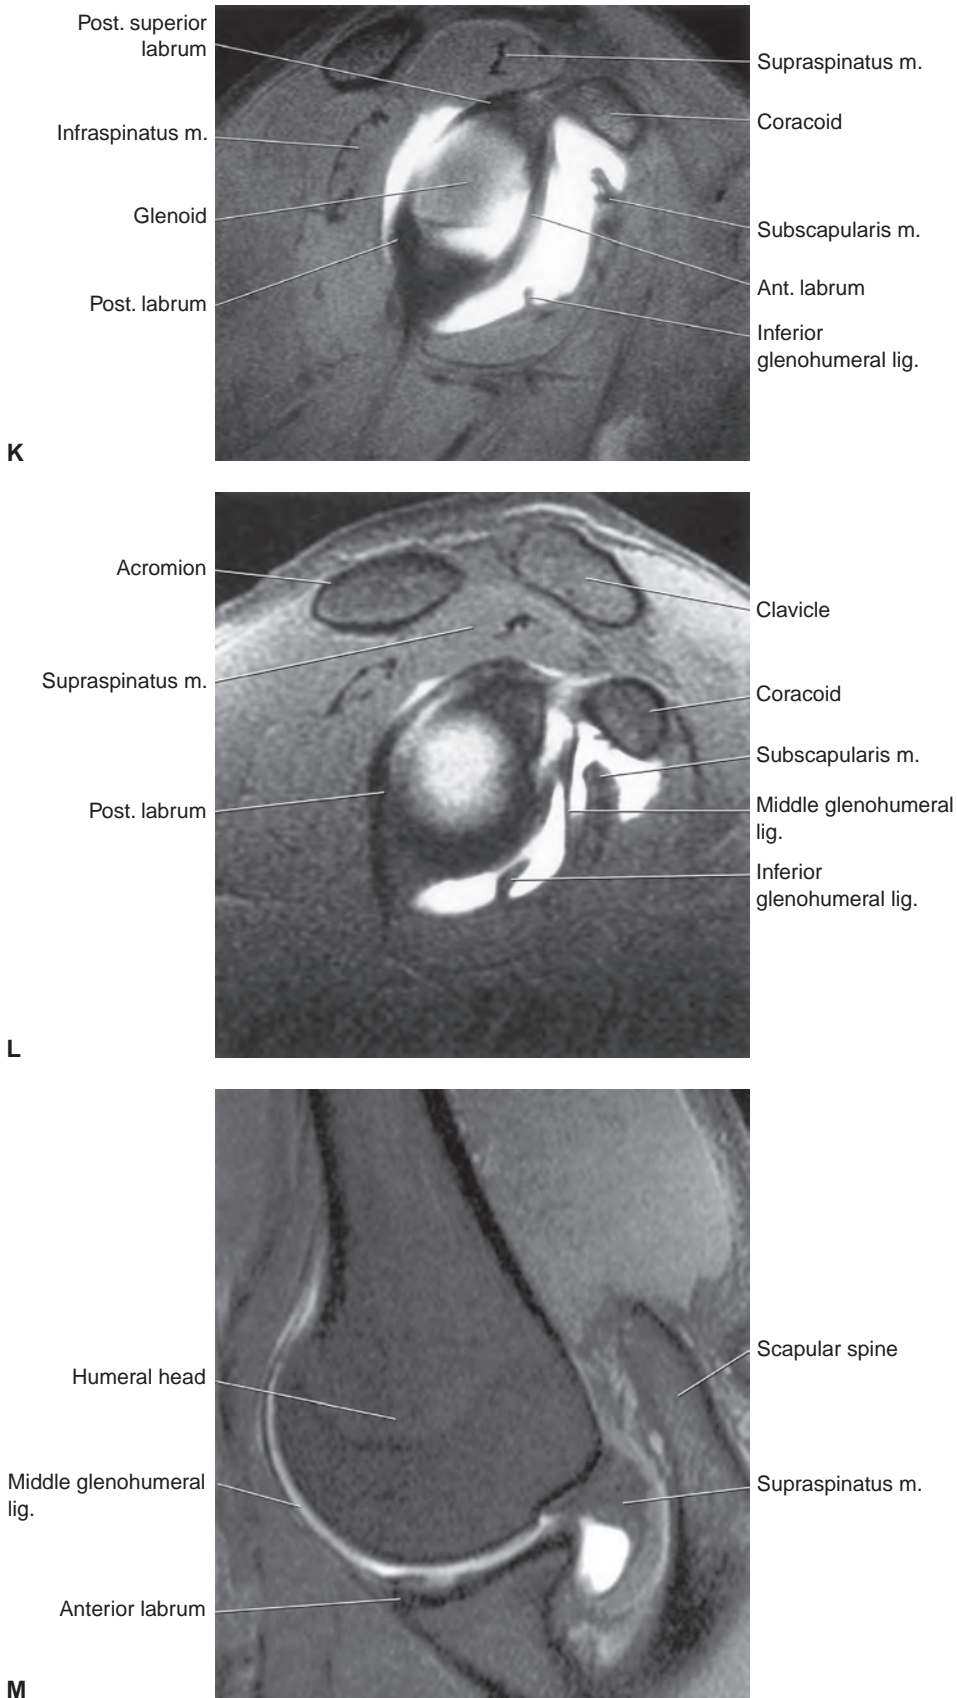 Post. superior
labrum
Infraspinatus m.
Glenoid
Post. labrum
Supraspinatus m.
Coracoid
Subscapularis m.
Ant. labrum
Inferior
glenohumeral lig.
K
Acromion
Supraspinatus m.
Post. labrum
Clavicle
Coracoid
Subscapularis m.
Middle glenohumeral
lig.
Inferior
glenohumeral lig.
L
Humeral head
Middle glenohumeral
lig.
Anterior labrum
Scapular spine
Supraspinatus m.
M